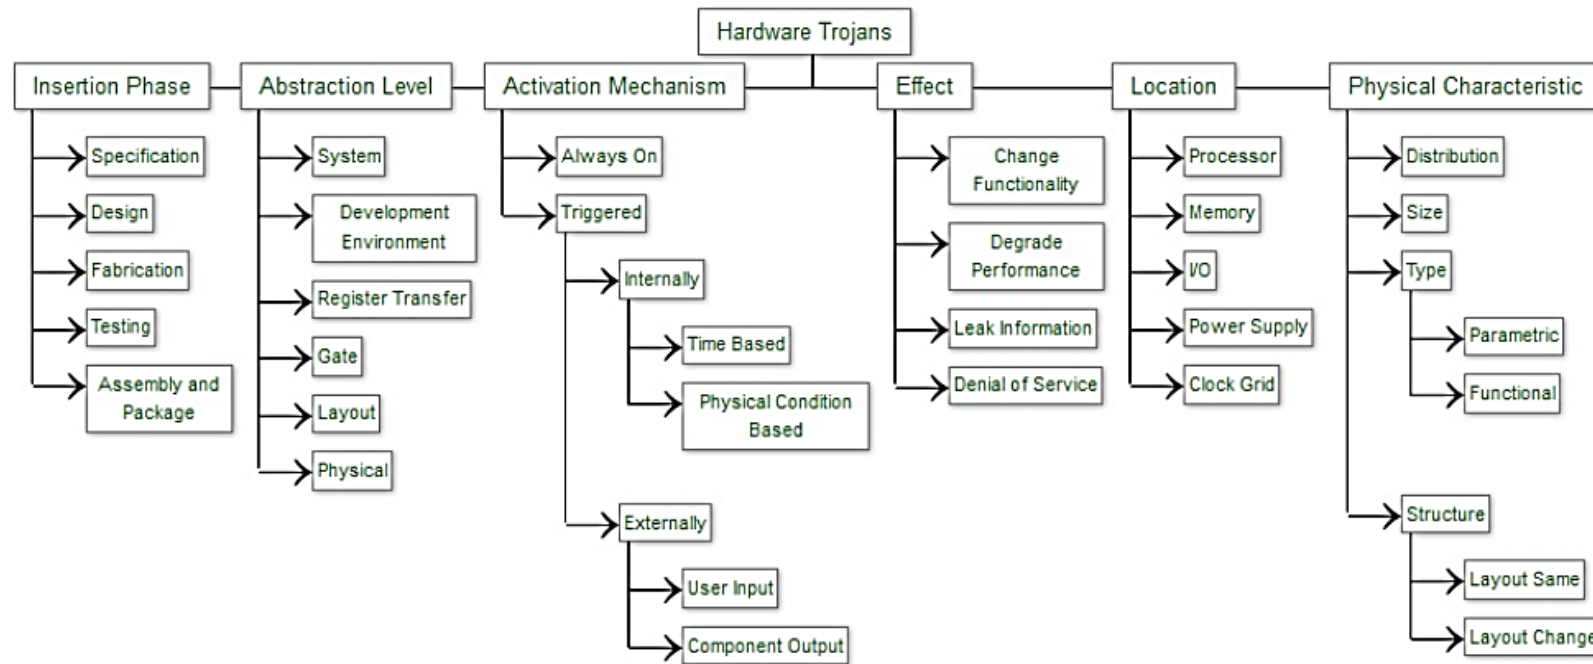 Hardware Trojans
Insertion Phase
Abstraction Level
Activation Mechanism
Effect
Location
Physical Characteristic
Specification
Design
Fabrication
Testing
Assembly and
Package
System
Development
Environment
Register Transfer
Gate
Layout
Physical
Always On
Triggered
Internally
Time Based
Physical Condition
Based
Externally
User Input
Component Output
Change
Functionality
Degrade
Performance
Leak Information
Denial of Service
Processor
Memory
I/O
Power Supply
Clock Grid
Distribution
Size
Type
Parametric
Functional
Structure
Layout Same
Layout Change